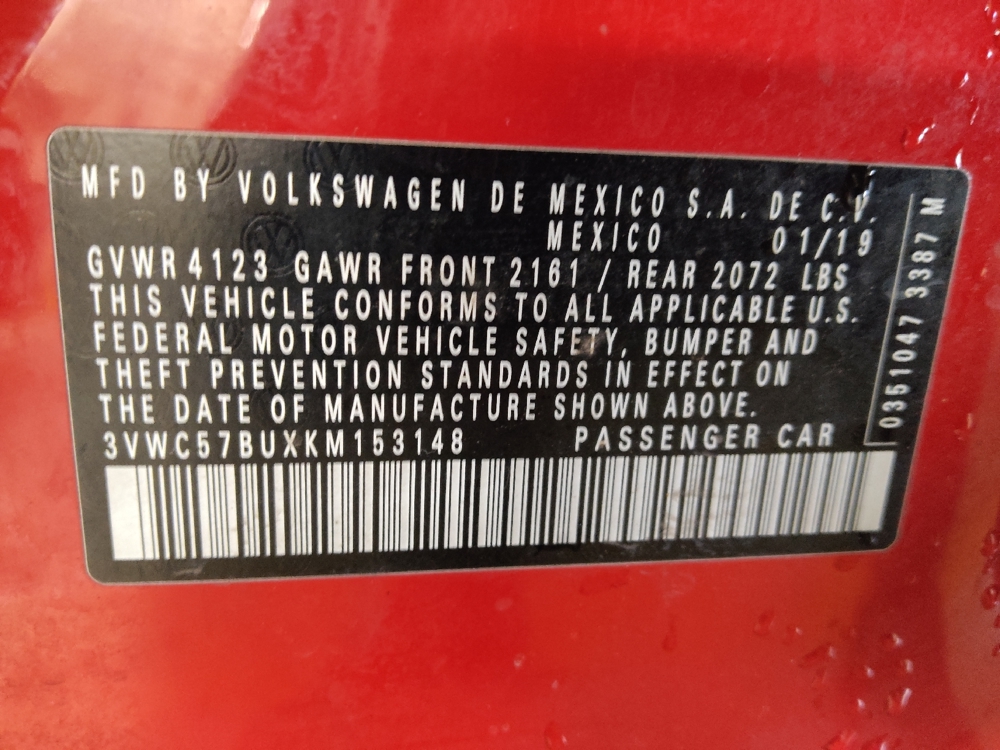 MFD BY VOLKSWAGEN DE MEXICO S.A. DE C.V.
MEXICO 01/19
GVWR 4123 GAWR FRONT 2161 / REAR 2072 LBS
THIS VEHICLE CONFORMS TO ALL APPLICABLE U.S.
FEDERAL MOTOR VEHICLE SAFETY, BUMPER AND
THEFT PREVENTION STANDARDS IN EFFECT ON
THE DATE OF MANUFACTURE SHOWN ABOVE.
3VWC57BUXKM153148 PASSENGER CAR
0351047 3387 M